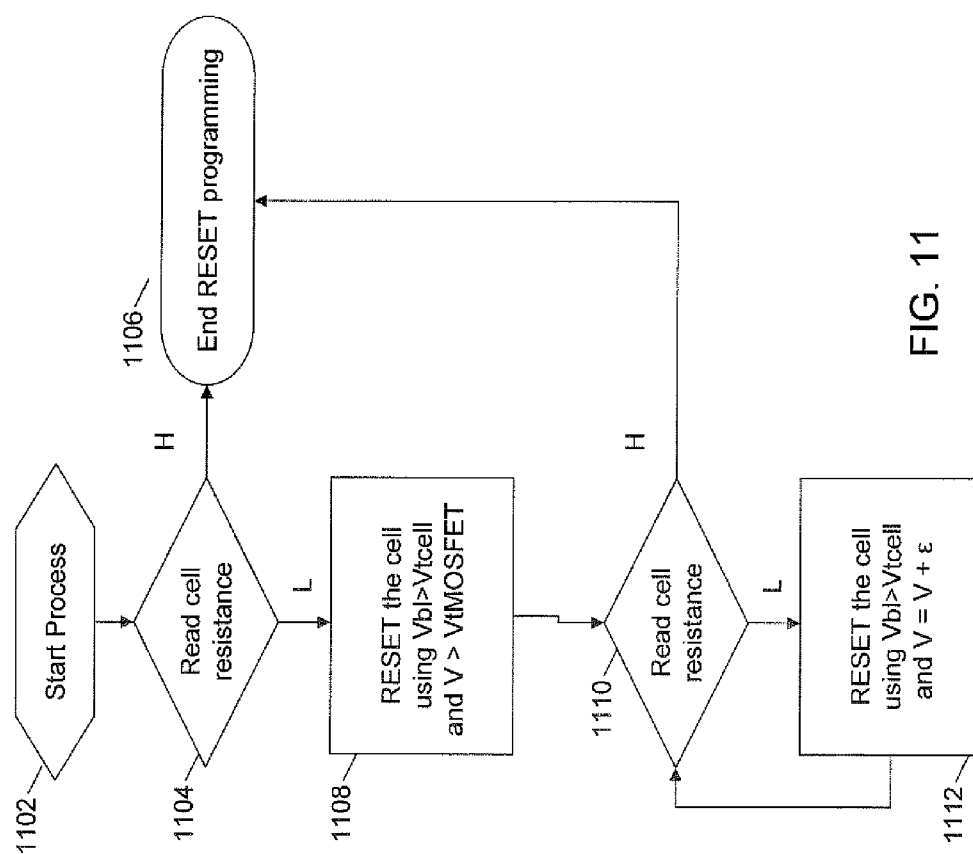 1102
Start Process
1104
Read cell
resistance
H
1106
End RESET programming
L
1108
RESET the cell
using Vbl>Vtcell
and V > VtMOSFET
1110
Read cell
resistance
H
L
1112
RESET the cell
using Vbl>Vtcell
and V = V + ε
FIG. 11